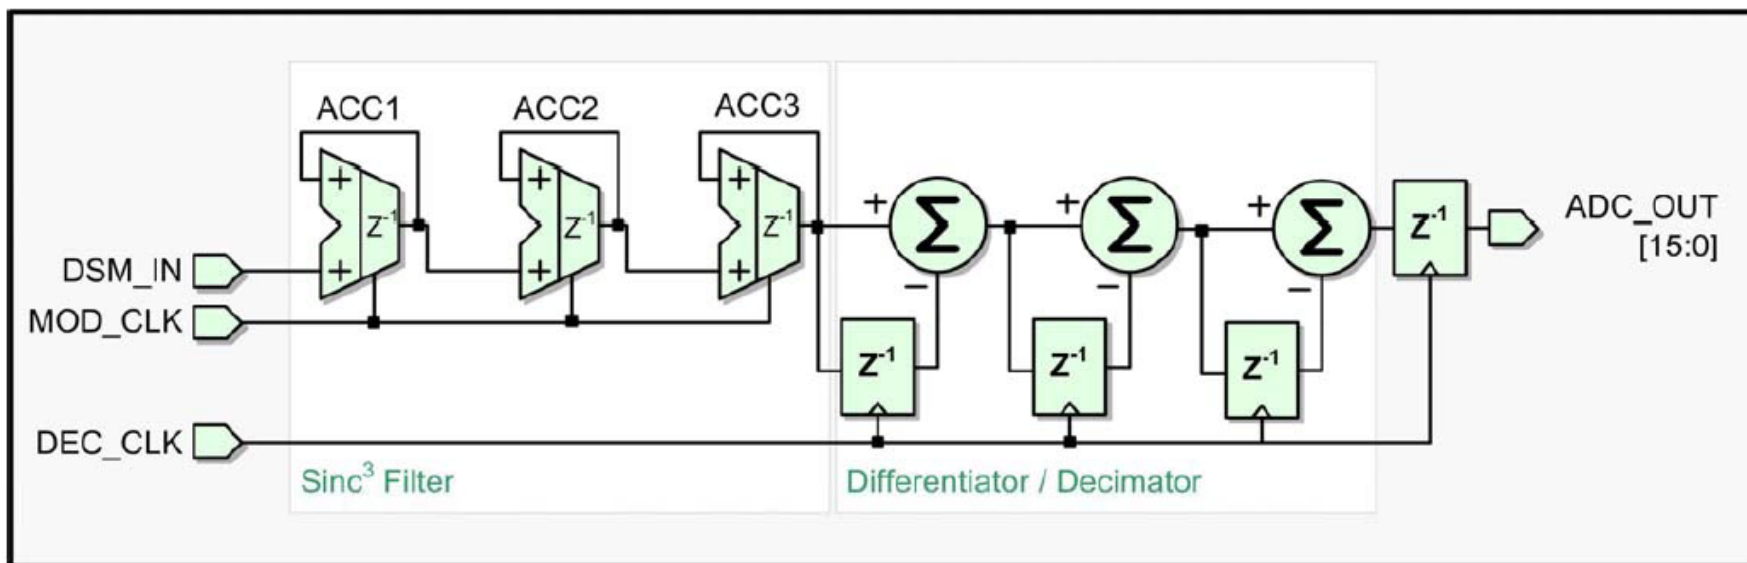 ACC1
ACC2
ACC3
+
+
+
+
+
+
Z⁻¹
Z⁻¹
Z⁻¹
+
Σ
−
+
Σ
−
+
Σ
−
Z⁻¹
Z⁻¹
Z⁻¹
Z⁻¹
ADC_OUT
[15:0]
DSM_IN
MOD_CLK
DEC_CLK
Sinc³ Filter
Differentiator / Decimator